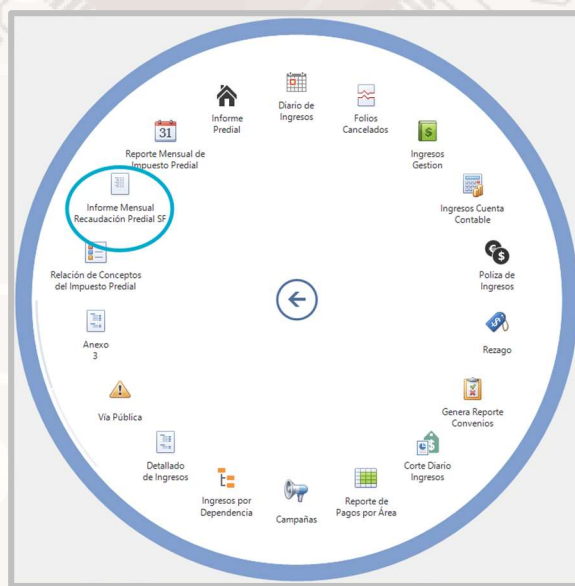 Diario de
Ingresos
Folios
Cancelados
$
Ingresos
Gestion
Ingresos Cuenta
Contable
€ $
Poliza de
Ingresos
$
Rezago
Genera Reporte
Convenios
$
Corte Diario
Ingresos
Reporte de
Pagos por Área
Campañas
Ingresos por
Dependencia
Detallado
de Ingresos
Vía Pública
Anexo
3
Relación de Conceptos
del Impuesto Predial
Informe Mensual
Recaudación Predial SF
31
Reporte Mensual de
Impuesto Predial
Informe
Predial